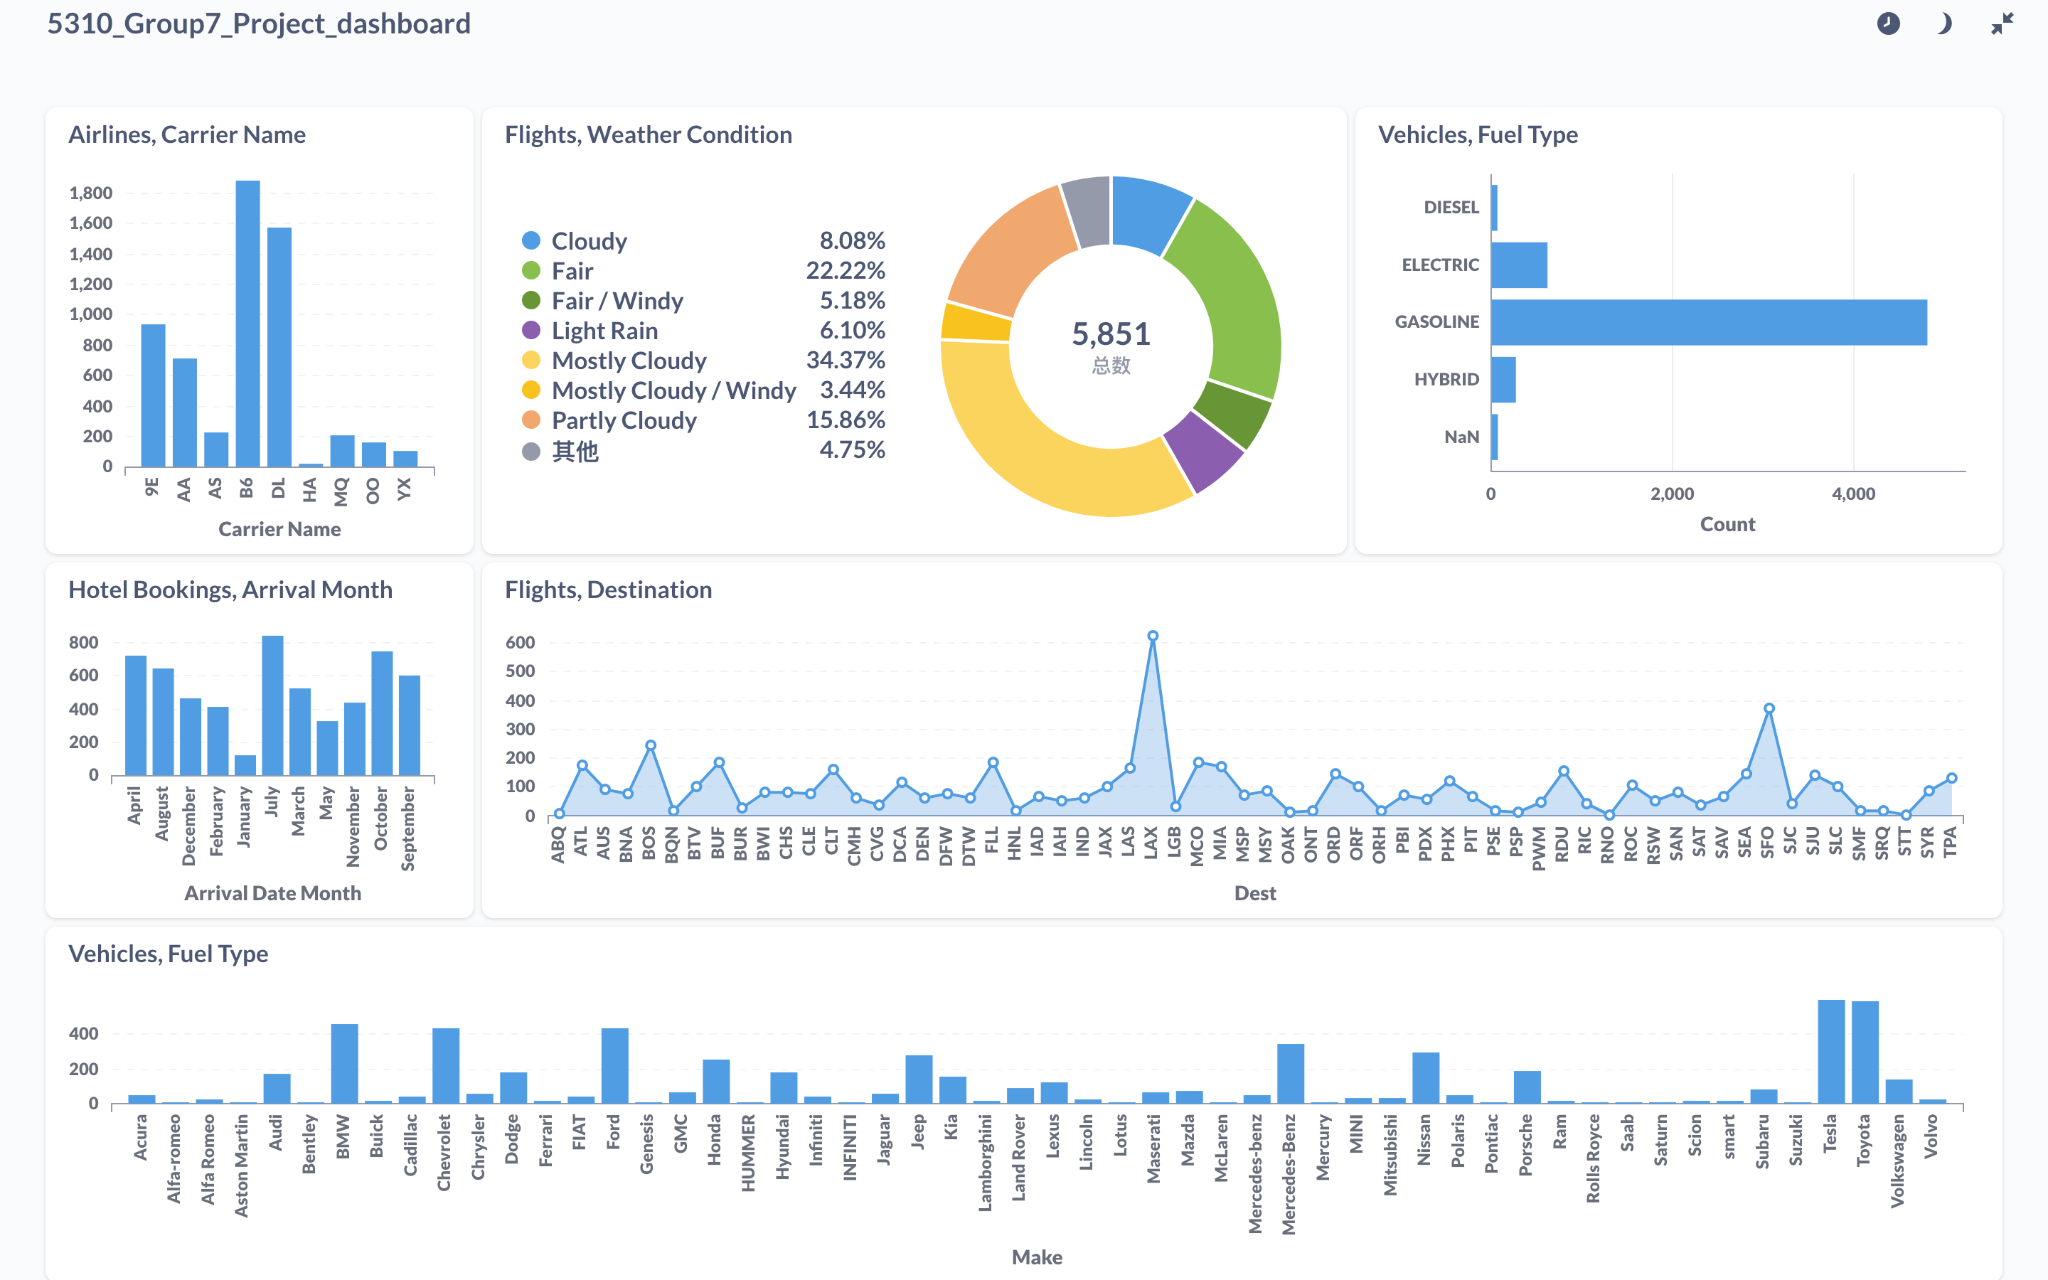 5310_Group7_Project_dashboard
Airlines, Carrier Name
1,800
1,600
1,400
1,200
1,000
800
600
400
200
0
9E
AA
AS
B6
DL
HA
MQ
OO
YX
Carrier Name
Flights, Weather Condition
Cloudy 8.08%
Fair 22.22%
Fair / Windy 5.18%
Light Rain 6.10%
Mostly Cloudy 34.37%
Mostly Cloudy / Windy 3.44%
Partly Cloudy 15.86%
其他 4.75%
5,851
总数
Vehicles, Fuel Type
DIESEL
ELECTRIC
GASOLINE
HYBRID
NaN
0 2,000 4,000
Count
Hotel Bookings, Arrival Month
800
600
400
200
0
April
August
December
February
January
July
March
May
November
October
September
Arrival Date Month
Flights, Destination
600
500
400
300
200
100
0
ABQ
ATL
AUS
BNA
BOS
BQN
BTV
BUF
BUR
BWI
CHS
CLE
CLT
CMH
CVG
DCA
DEN
DFW
DTW
FLL
HNL
IAD
IAH
IND
JAX
LAS
LAX
LGB
MCO
MIA
MSP
MSY
OAK
ONT
ORD
ORF
ORH
PBI
PDX
PHX
PIT
PSE
PSP
PWM
RDU
RIC
RNO
ROC
RSW
SAN
SAT
SAV
SEA
SFO
SJC
SJU
SLC
SMF
SRQ
STT
SYR
TPA
Dest
Vehicles, Fuel Type
400
200
0
Acura
Alfa-romeo
Alfa Romeo
Aston Martin
Audi
Bentley
BMW
Buick
Cadillac
Chevrolet
Chrysler
Dodge
Ferrari
FIAT
Ford
Genesis
GMC
Honda
HUMMER
Hyundai
Infiniti
INFINITI
Jaguar
Jeep
Kia
Lamborghini
Land Rover
Lexus
Lincoln
Lotus
Maserati
Mazda
McLaren
Mercedes-benz
Mercedes-Benz
Mercury
MINI
Mitsubishi
Nissan
Polaris
Pontiac
Porsche
Ram
Rolls Royce
Saab
Saturn
Scion
smart
Subaru
Suzuki
Tesla
Toyota
Volkswagen
Volvo
Make